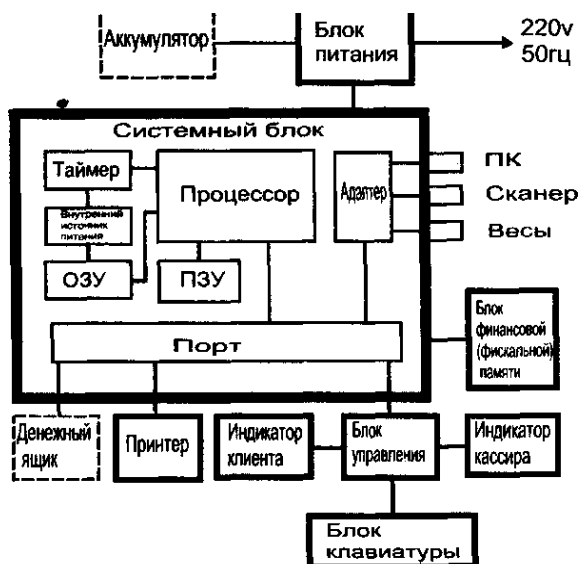 Аккумулятор
Блок
питания
220v
50гц
Системный блок
Таймер
Процессор
Адаптер
ПК
Сканер
Весы
Внутренний
источник
питания
ОЗУ
ПЗУ
Порт
Блок
финансовой
(фискальной)
памяти
Денежный
ящик
Принтер
Индикатор
клиента
Блок
управления
Индикатор
кассира
Блок
клавиатуры